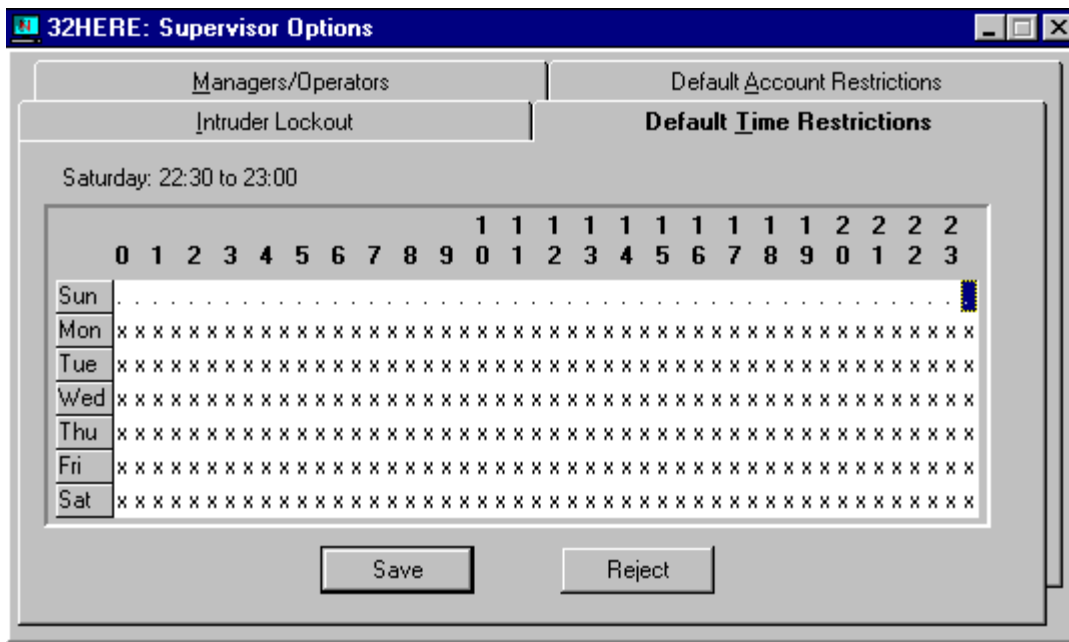 32HERE: Supervisor Options
Managers/Operators Default Account Restrictions
Intruder Lockout Default Time Restrictions
Saturday: 22:30 to 23:00
0 1 2 3 4 5 6 7 8 9 10 11 12 13 14 15 16 17 18 19 20 21 22 23
Sun . . . . . . . . . . . . . . . . . . . . . . . . . . . . . . . . . . . . . . . . . . . . . . . .
Mon x x x x x x x x x x x x x x x x x x x x x x x x x x x x x x x x x x x x x x x x x x x x x x x x
Tue x x x x x x x x x x x x x x x x x x x x x x x x x x x x x x x x x x x x x x x x x x x x x x x x
Wed x x x x x x x x x x x x x x x x x x x x x x x x x x x x x x x x x x x x x x x x x x x x x x x x
Thu x x x x x x x x x x x x x x x x x x x x x x x x x x x x x x x x x x x x x x x x x x x x x x x x
Fri x x x x x x x x x x x x x x x x x x x x x x x x x x x x x x x x x x x x x x x x x x x x x x x x
Sat x x x x x x x x x x x x x x x x x x x x x x x x x x x x x x x x x x x x x x x x x x x x x x x x
Save Reject